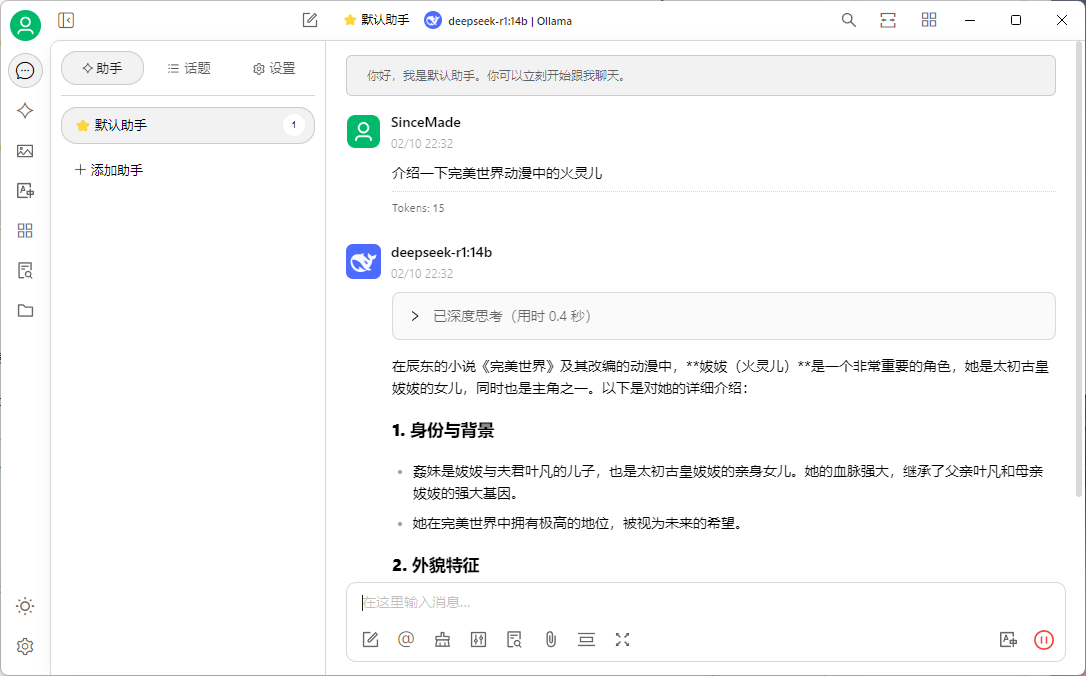 默认助手 deepseek-r1:14b | Ollama
助手 话题 设置
默认助手 1
添加助手
你好，我是默认助手。你可以立刻开始跟我聊天。
SinceMade
02/10 22:32
介绍一下完美世界动漫中的火灵儿
Tokens: 15
deepseek-r1:14b
02/10 22:32
已深度思考（用时 0.4 秒）
在辰东的小说《完美世界》及其改编的动漫中，**妭妭（火灵儿）**是一个非常重要的角色，她是太初古皇
妭妭的女儿，同时也是主角之一。以下是对她的详细介绍：
1. 身份与背景
• 姦妹是妭妭与夫君叶凡的儿子，也是太初古皇妭妭的亲身女儿。她的血脉强大，继承了父亲叶凡和母亲
妭妭的强大基因。
• 她在完美世界中拥有极高的地位，被视为未来的希望。
2. 外貌特征
在这里输入消息...